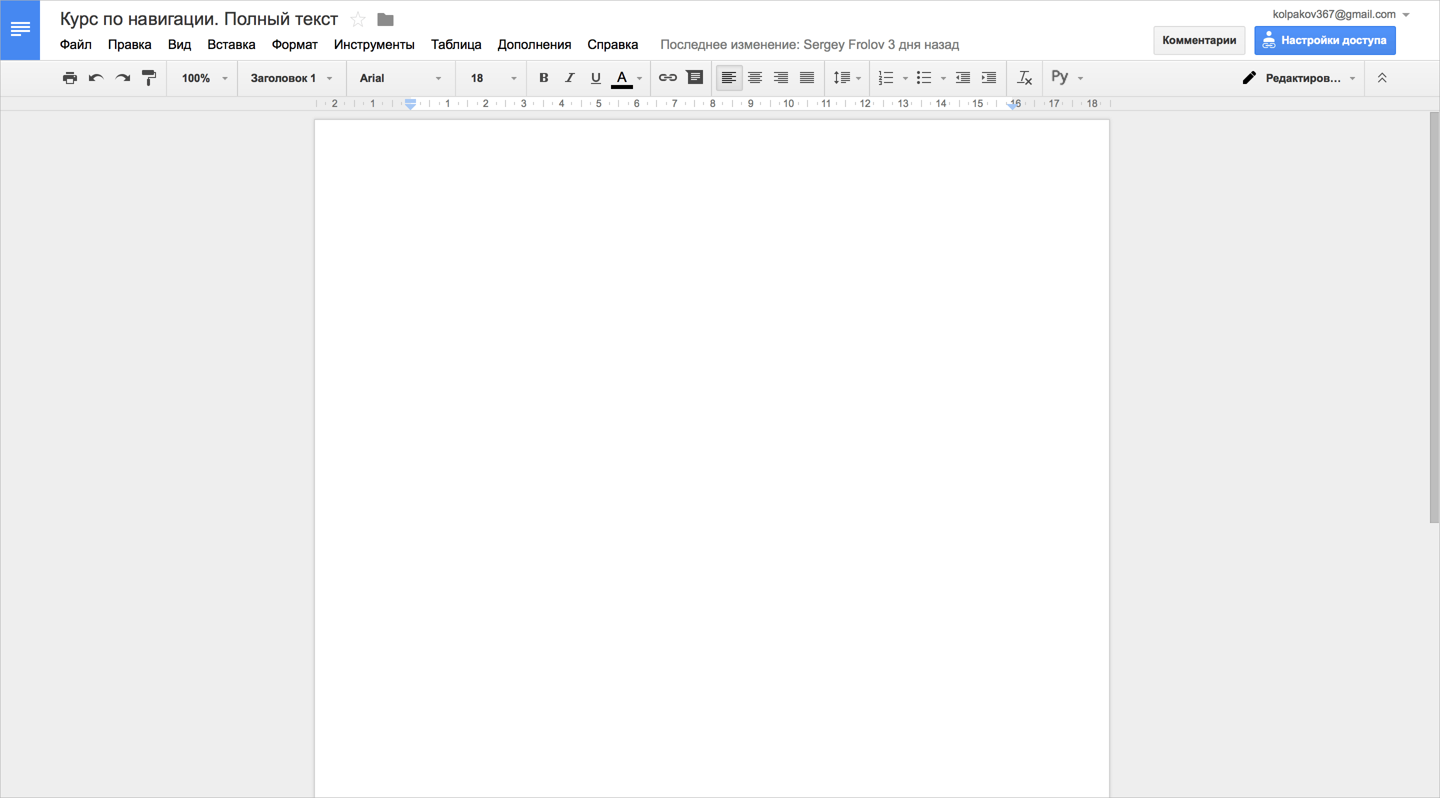 Курс по навигации. Полный текст
kolpakov367@gmail.com
Файл Правка Вид Вставка Формат Инструменты Таблица Дополнения Справка Последнее изменение: Sergey Frolov 3 дня назад
Комментарии Настройки доступа
100% Заголовок 1 Arial 18 B I U A Ру Редактиров...
2 1 1 2 3 4 5 6 7 8 9 10 11 12 13 14 15 16 17 18